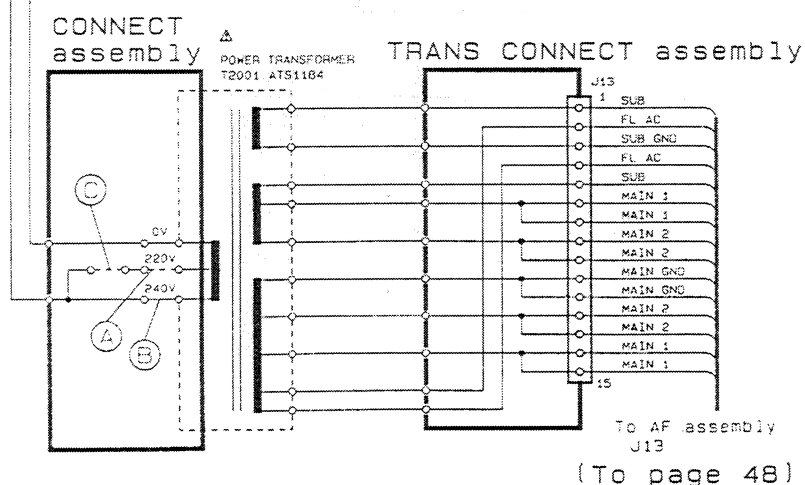 CONNECT
assembly
POWER TRANSFORMER
T2001 ATS1184
TRANS CONNECT assembly
J13
1
SUB
FL AC
SUB GND
FL AC
SUB
MAIN 1
MAIN 1
MAIN 2
MAIN 2
MAIN GND
MAIN GND
MAIN 2
MAIN 2
MAIN 1
MAIN 1
15
C
0V
220V
240V
A
B
To AF assembly
J13
(To page 48)